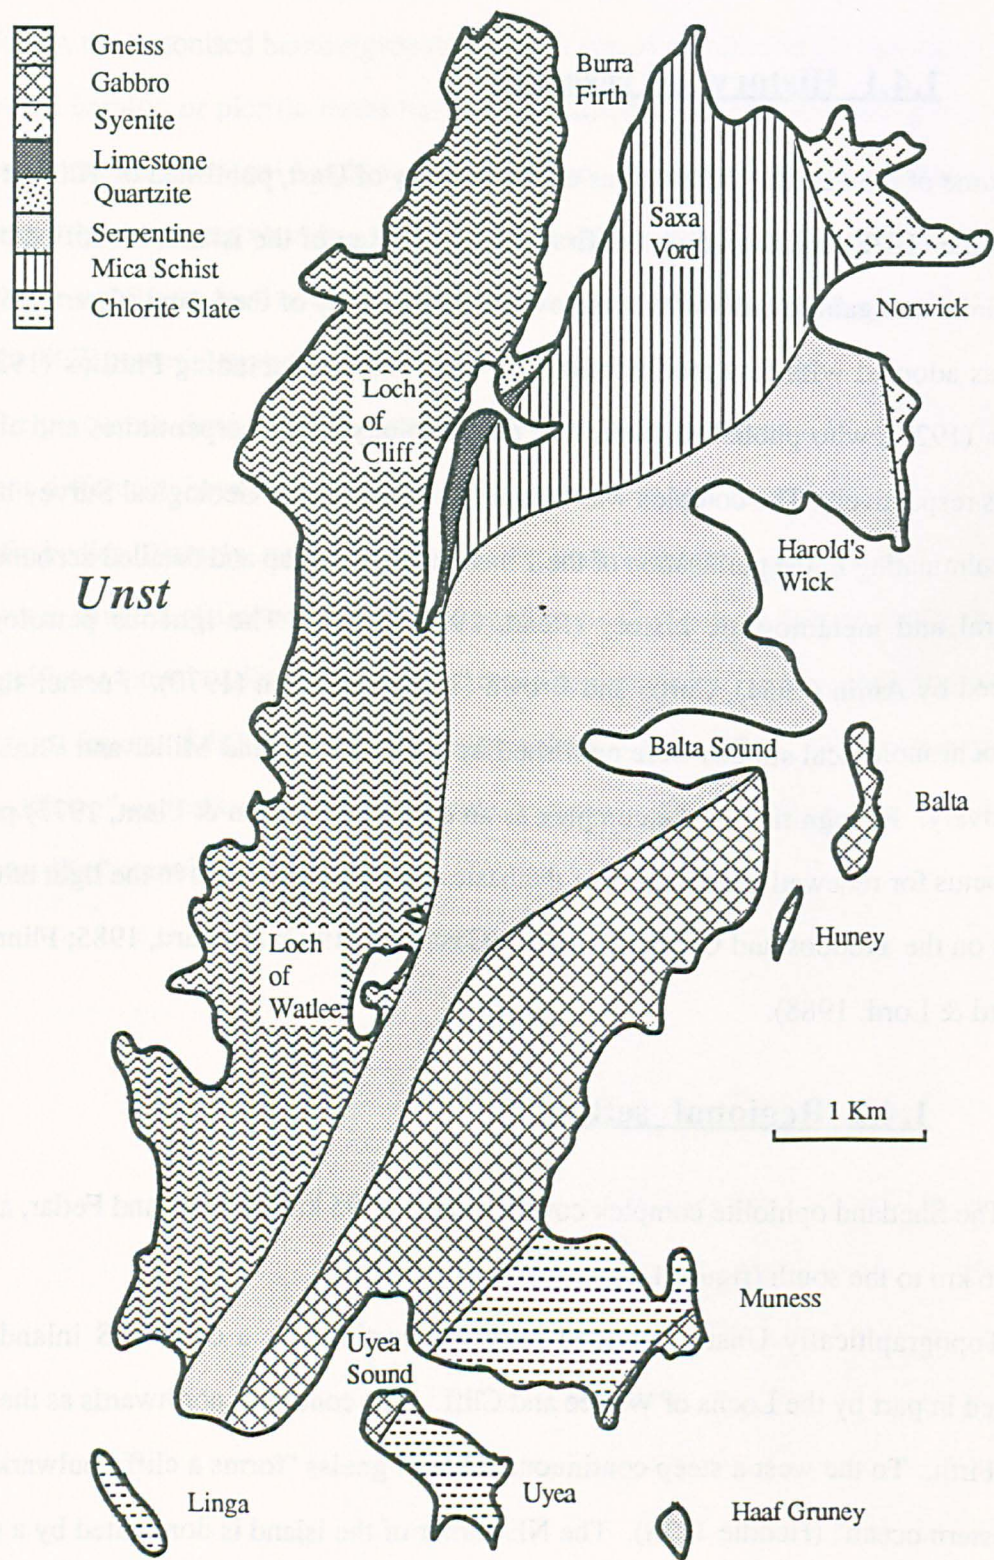 Gneiss
Gabbro
Syenite
Limestone
Quartzite
Serpentine
Mica Schist
Chlorite Slate
Burra
Firth
Saxa
Vord
Norwick
Loch
of
Cliff
Unst
Harold's
Wick
Balta Sound
Balta
Loch
of
Watlee
Huney
1 Km
Muness
Uyea
Sound
Linga
Uyea
Haaf Gruney